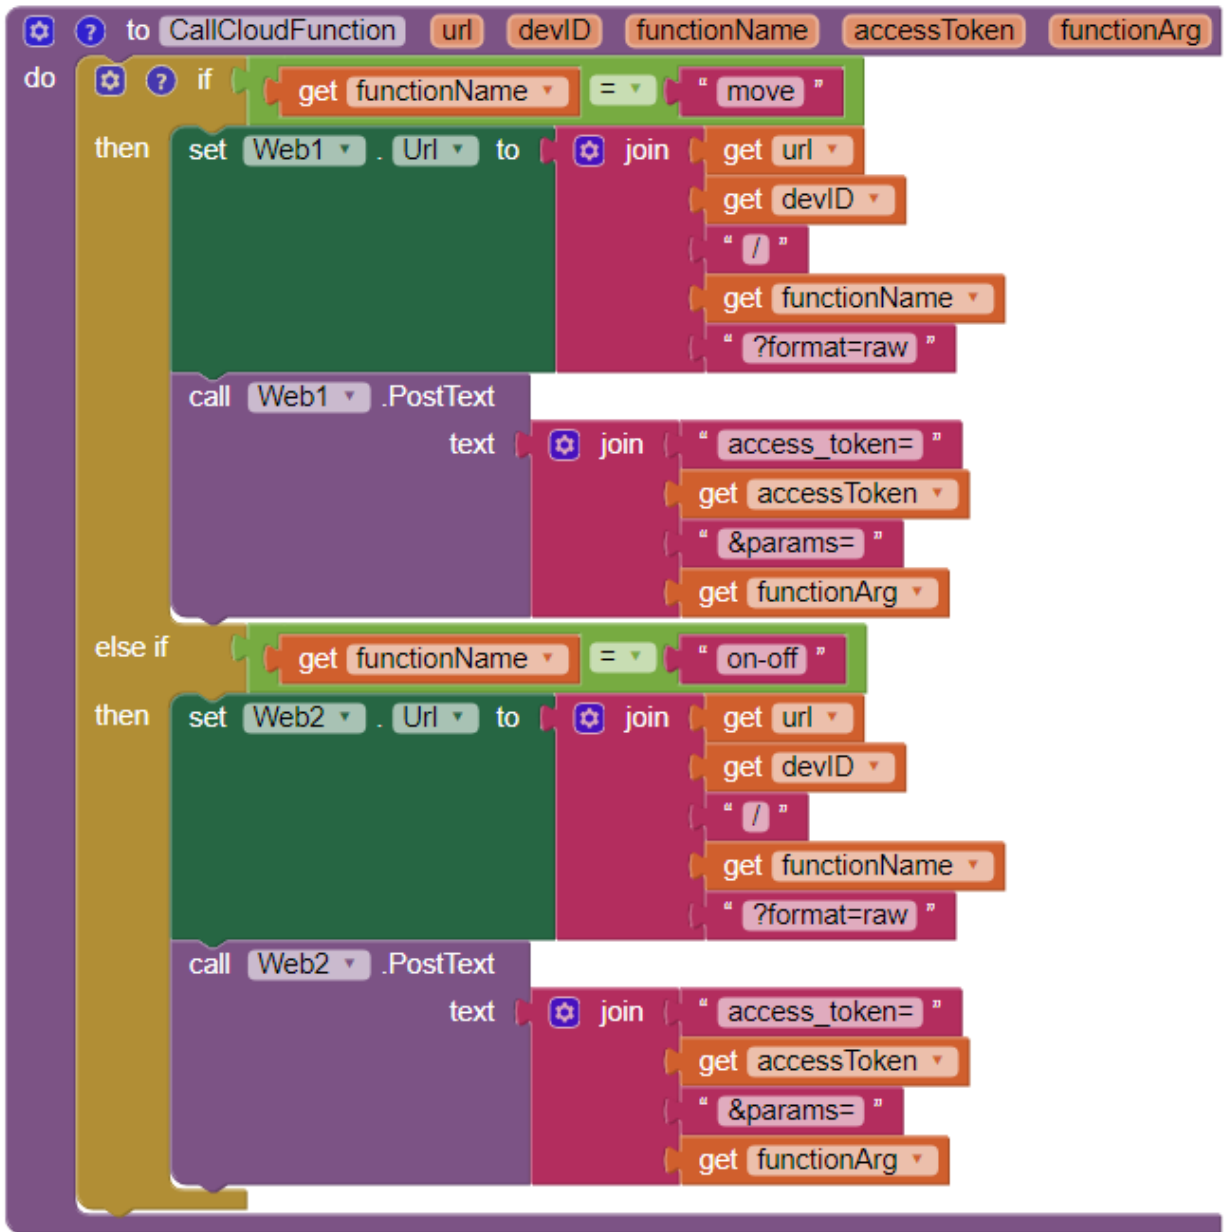 ? to CallCloudFunction url devID functionName accessToken functionArg
do ? if get functionName = “ move ”
then set Web1 . Url to join get url
get devID
“ / ”
get functionName
“ ?format=raw ”
call Web1 .PostText
text join “ access_token= ”
get accessToken
“ &params= ”
get functionArg
else if get functionName = “ on-off ”
then set Web2 . Url to join get url
get devID
“ / ”
get functionName
“ ?format=raw ”
call Web2 .PostText
text join “ access_token= ”
get accessToken
“ &params= ”
get functionArg